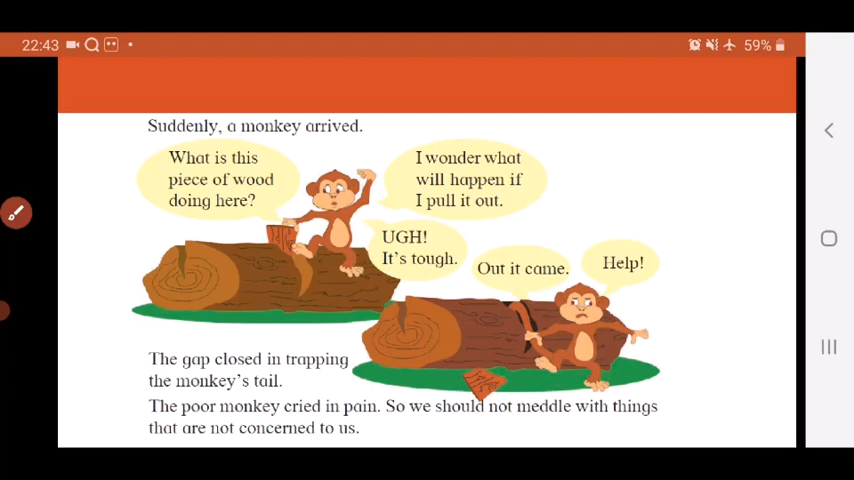 22:43
59%
Suddenly, a monkey arrived.
What is this
piece of wood
doing here?
I wonder what
will happen if
I pull it out.
UGH!
It's tough.
Out it came.
Help!
The gap closed in trapping
the monkey's tail.
The poor monkey cried in pain. So we should not meddle with things
that are not concerned to us.